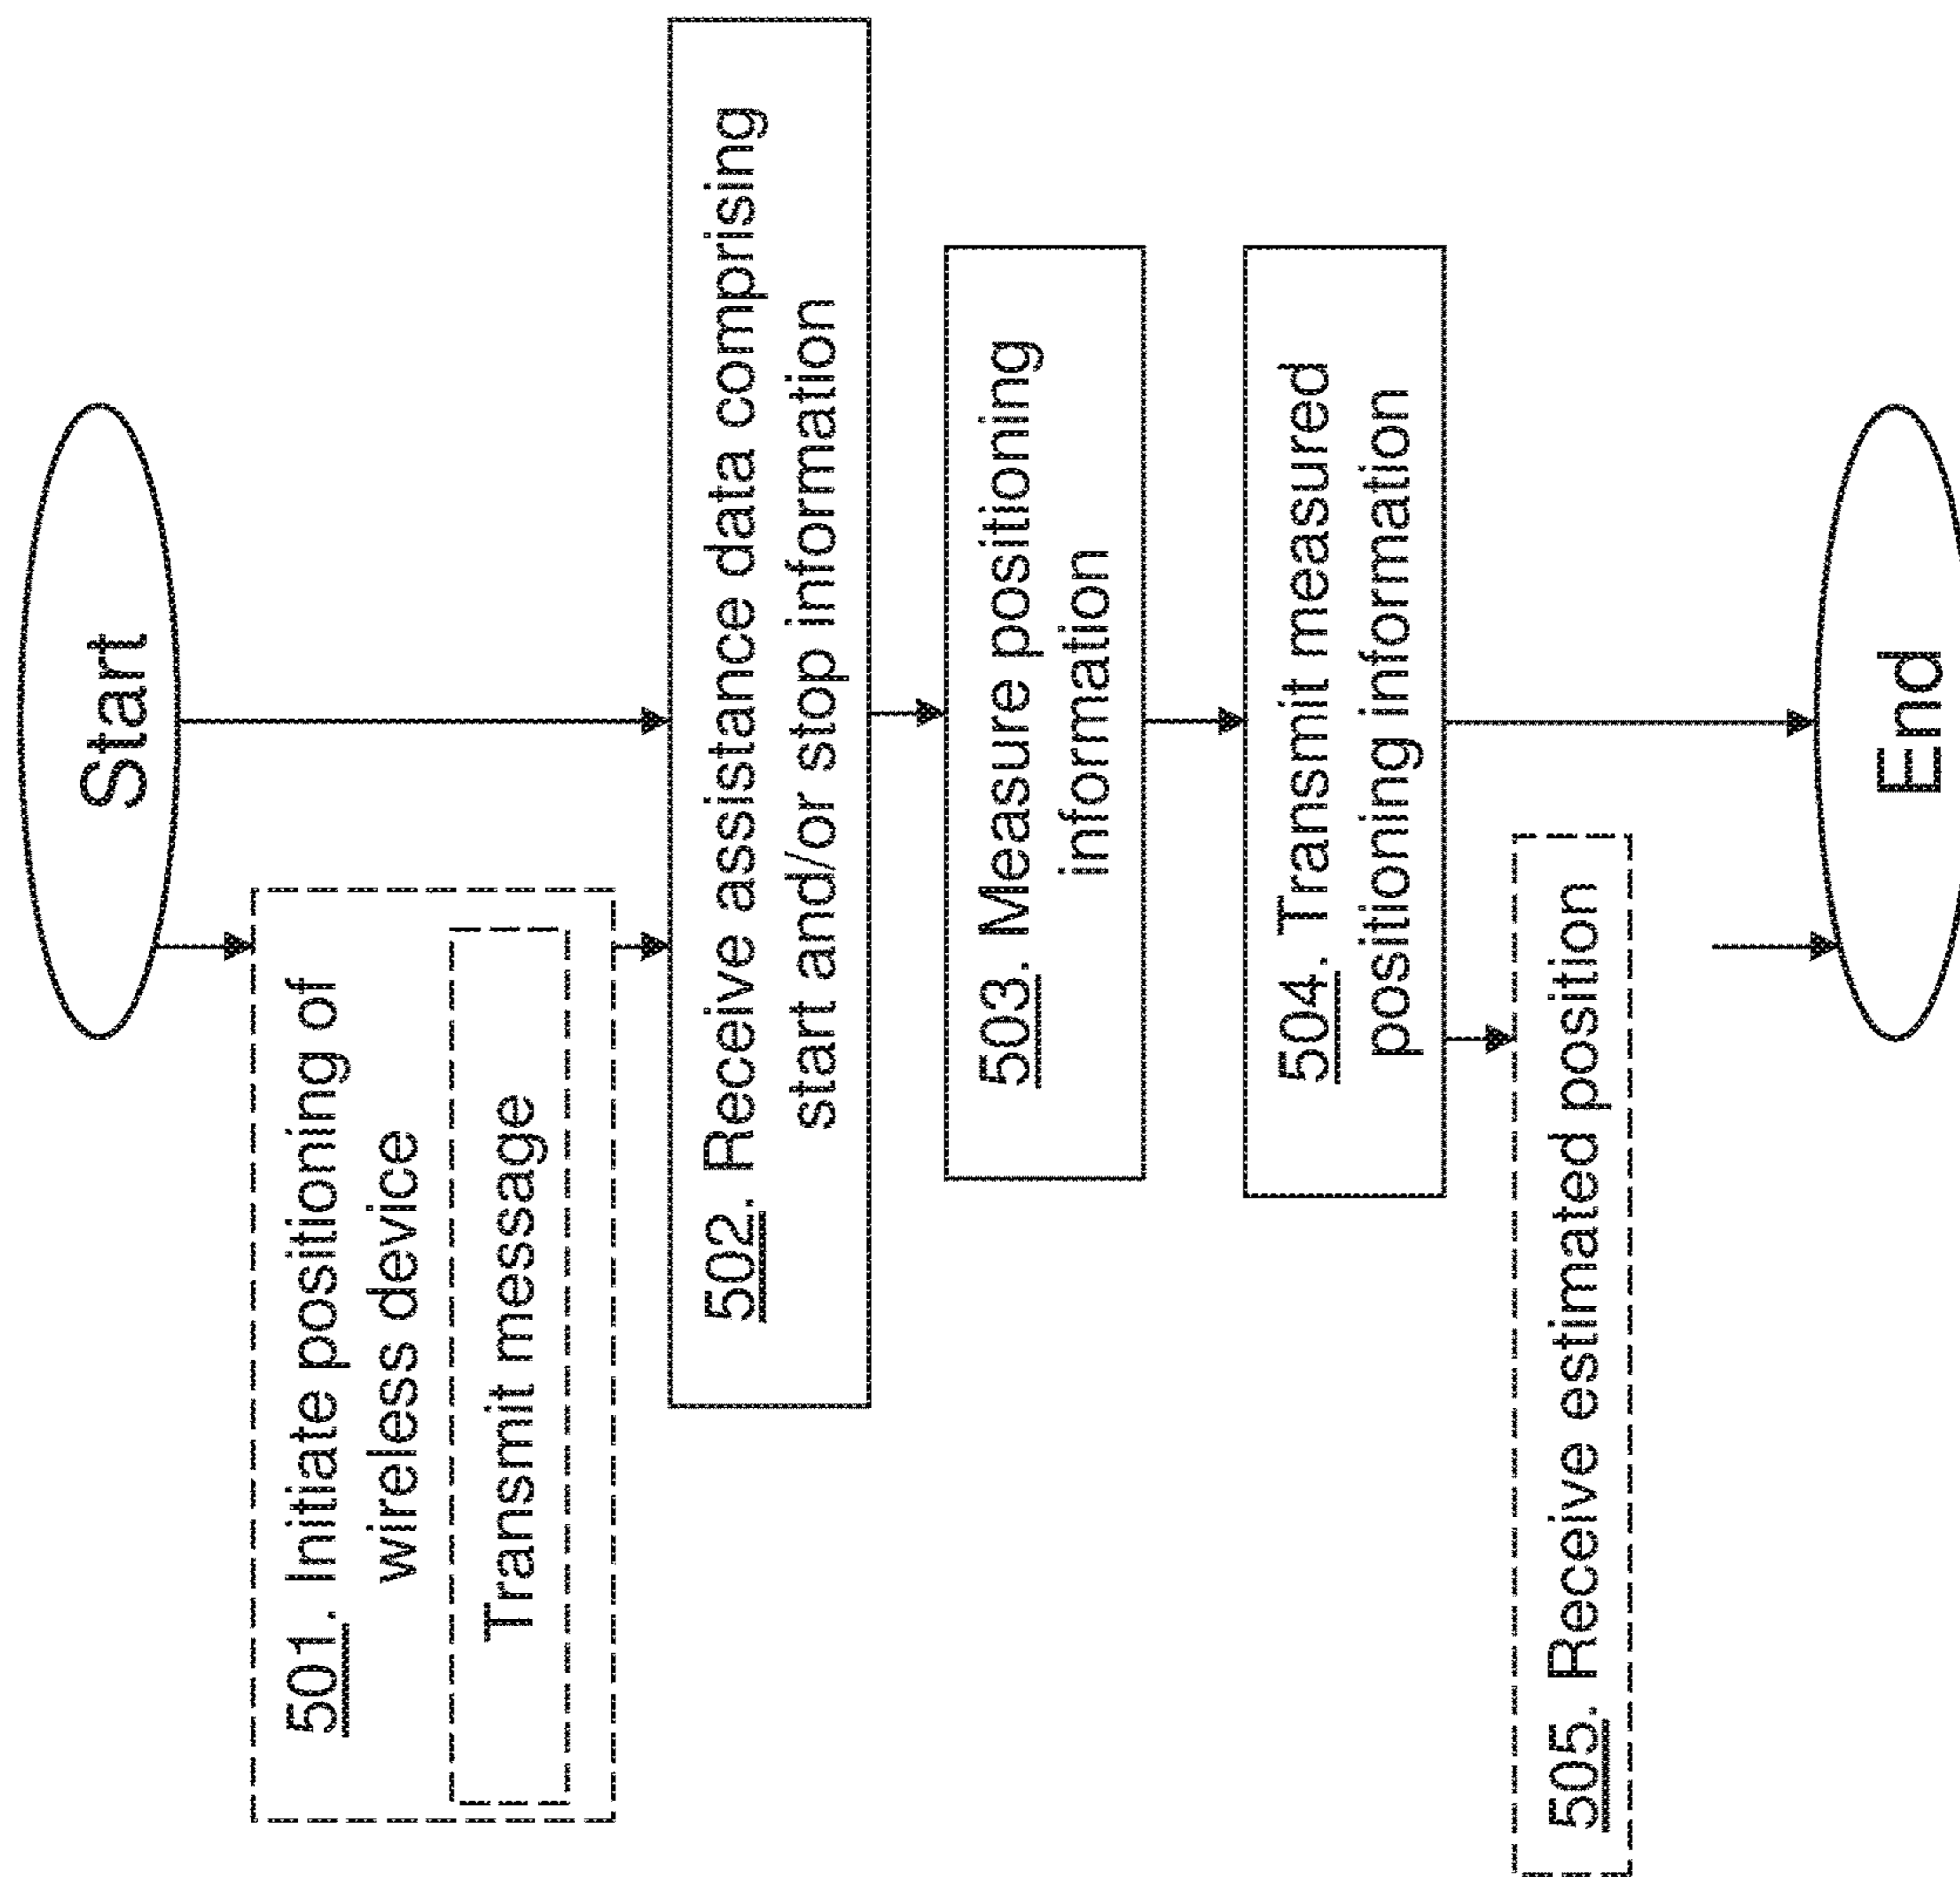 Start
501. Initiate positioning of
wireless device
Transmit message
502. Receive assistance data comprising
start and/or stop information
503. Measure positioning
information
504. Transmit measured
positioning information
505. Receive estimated position
End